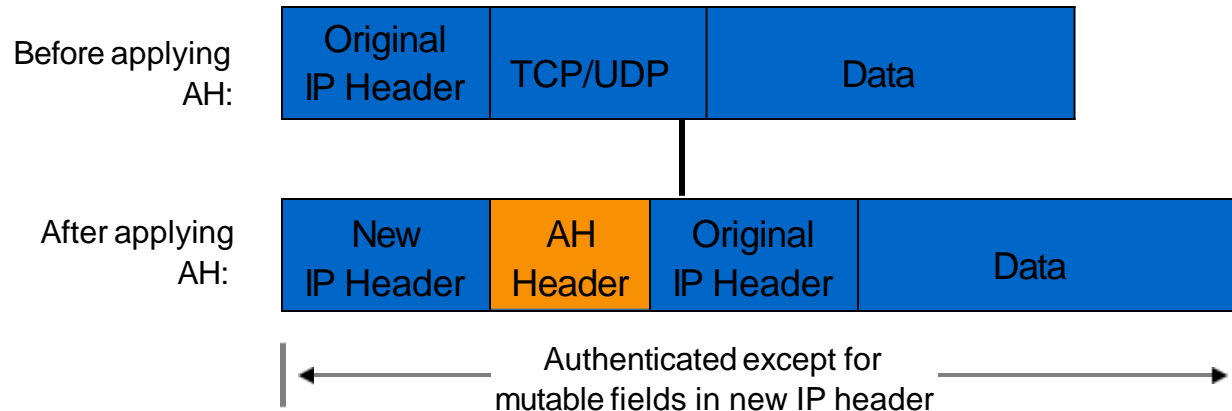 Before applying
AH:
Original
IP Header
TCP/UDP
Data
After applying
AH:
New
IP Header
AH
Header
Original
IP Header
Data
Authenticated except for
mutable fields in new IP header